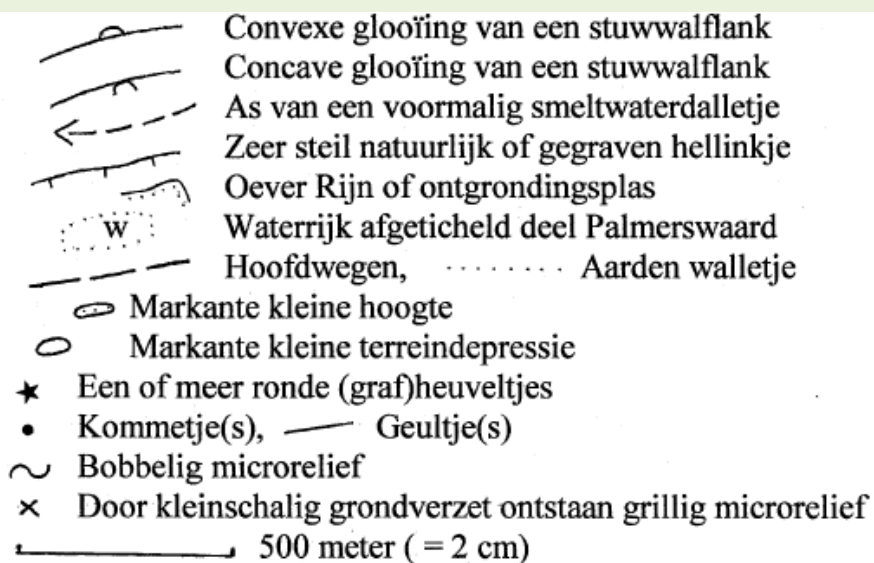 Convexe glooïing van een stuwwalflank
Concave glooïing van een stuwwalflank
As van een voormalig smeltwaterdalletje
Zeer steil natuurlijk of gegraven hellinkje
Oever Rijn of ontgrondingsplas
W Waterrijk afgeticheld deel Palmerswaard
Hoofdwegen, Aarden walletje
Markante kleine hoogte
Markante kleine terreindepressie
Een of meer ronde (graf)heuveltjes
Kommetje(s), Geultje(s)
Bobbelig microrelief
Door kleinschalig grondverzet ontstaan grillig microrelief
500 meter ( = 2 cm)